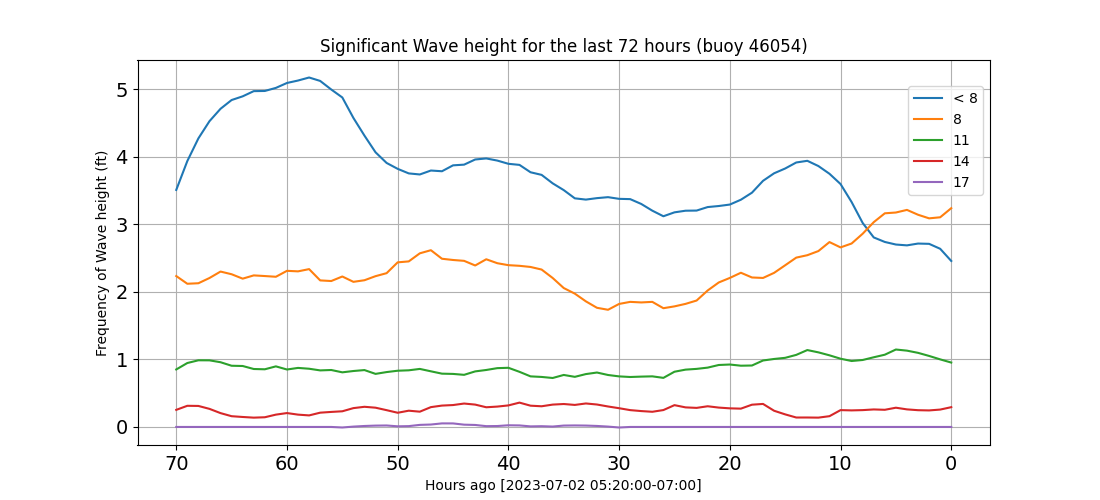 Significant Wave height for the last 72 hours (buoy 46054)
Frequency of Wave height (ft)
5
4
3
2
1
0
< 8
8
11
14
17
70 60 50 40 30 20 10 0
Hours ago [2023-07-02 05:20:00-07:00]